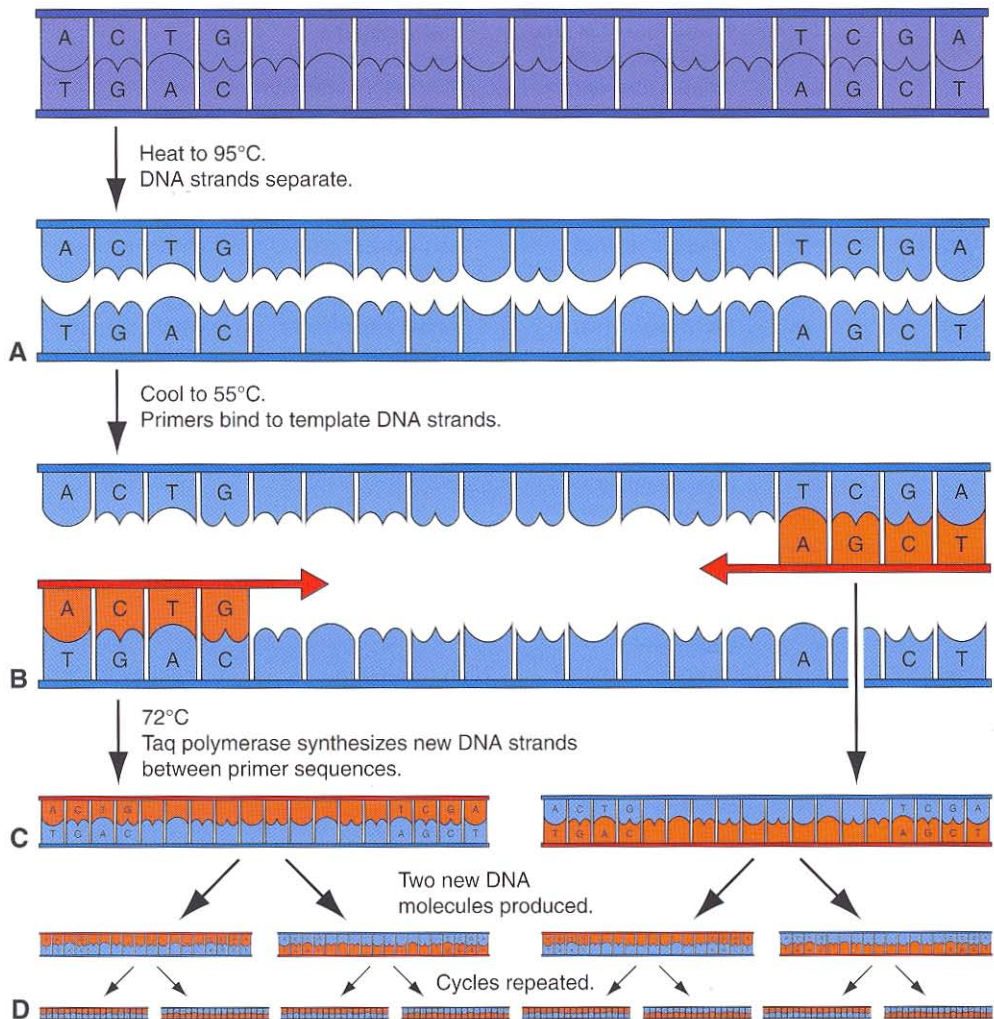 A C T G T C G A
T G A C A G C T
Heat to 95°C.
DNA strands separate.
A C T G T C G A
T G A C A G C T
A
Cool to 55°C.
Primers bind to template DNA strands.
A C T G T C G A
A G C T
A C T G
T G A C A C T
B
72°C
Taq polymerase synthesizes new DNA strands
between primer sequences.
A C T G T C G A
A C T G T C G A
T G A C A G C T
T G A C A G C T
C
Two new DNA
molecules produced.
Cycles repeated.
D